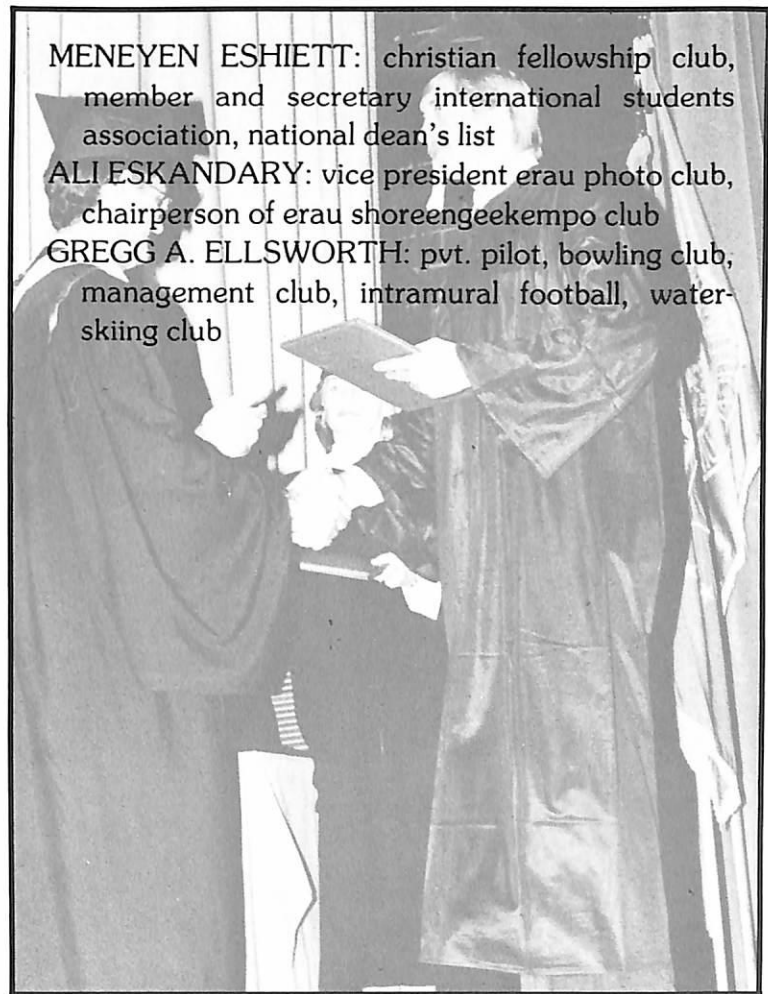 MENEYEN ESHIETT: christian fellowship club,
member and secretary international students
association, national dean's list
ALI ESKANDARY: vice president erau photo club,
chairperson of erau shoreengeekempo club
GREGG A. ELLSWORTH: pvt. pilot, bowling club,
management club, intramural football, water-
skiing club